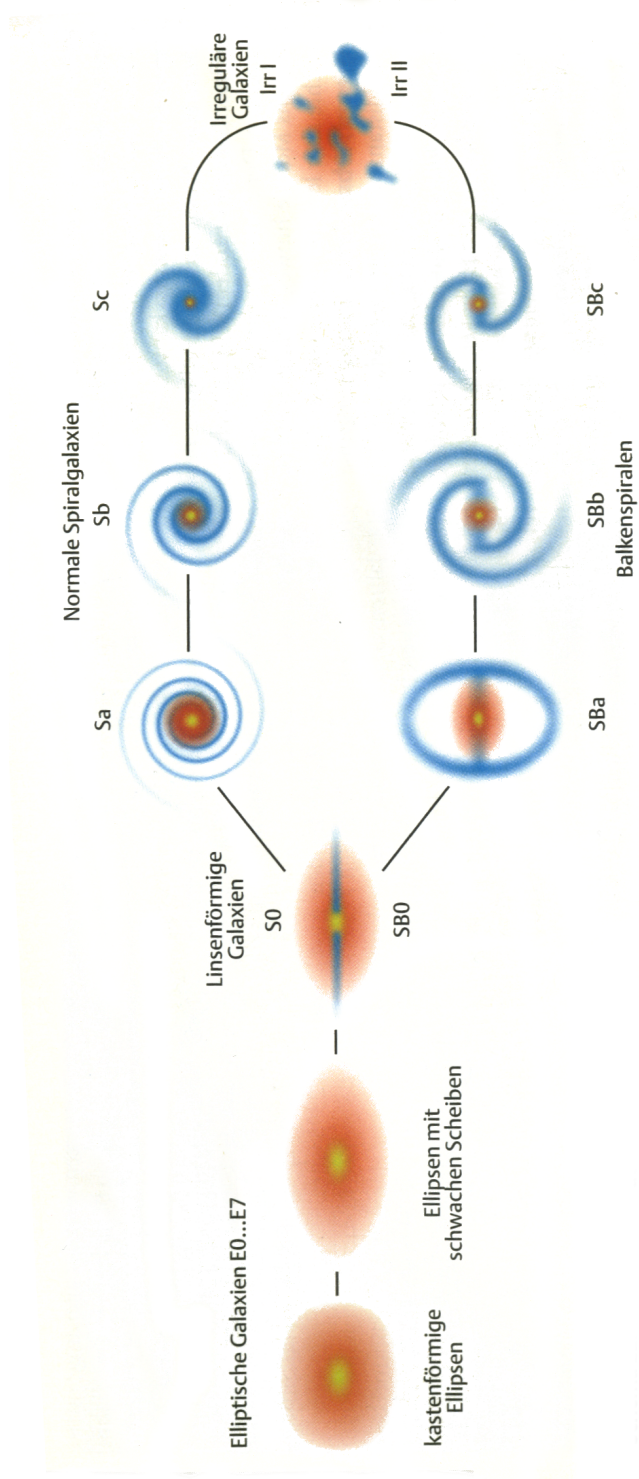 Elliptische Galaxien E0...E7
kastenförmige
Ellipsen
Ellipsen mit
schwachen Scheiben
Linsenförmige
Galaxien
S0
SB0
Normale Spiralgalaxien
Sa
Sb
Sc
SBa
SBb
SBc
Balkenspiralen
Irreguläre
Galaxien
Irr I
Irr II